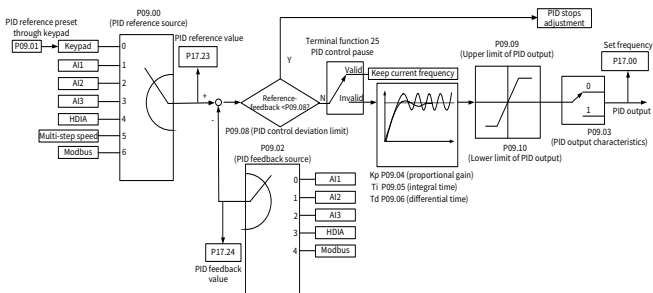 P09.00
(PID reference source)
PID reference preset
through keypad
P09.01
Keypad
0
AI1
1
AI2
2
AI3
3
HDIA
4
Multi-step speed
5
Modbus
6
PID reference value
P17.23
+
-
Y
Reference-
feedback <P09.08?
N
P09.08 (PID control deviation limit)
Terminal function 25
PID control pause
Valid
Invalid
PID stops
adjustment
Keep current frequency
Kp P09.04 (proportional gain)
Ti P09.05 (integral time)
Td P09.06 (differential time)
P09.09
(Upper limit of PID output)
P09.10
(Lower limit of PID output)
0
1
P09.03
(PID output characteristics)
Set frequency
P17.00
PID output
P09.02
(PID feedback source)
0
AI1
1
AI2
2
AI3
3
HDIA
4
Modbus
P17.24
PID feedback
value